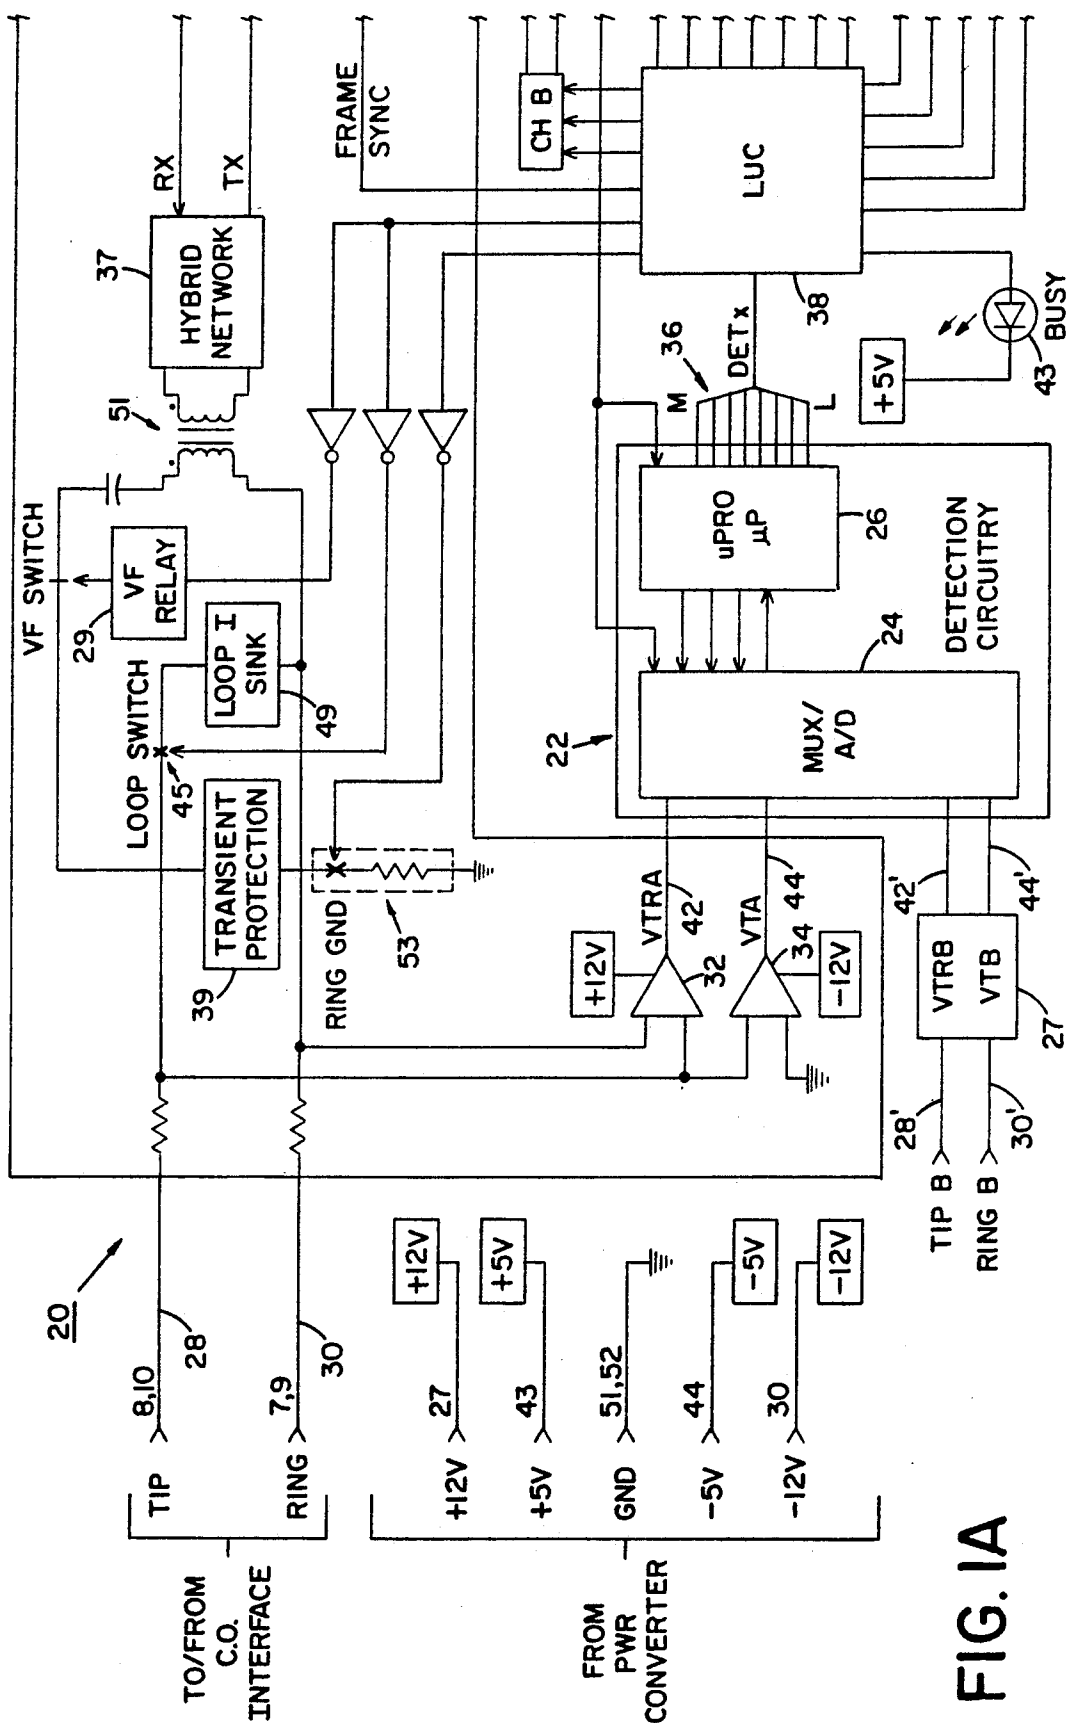 TO/FROM
C.O.
INTERFACE
TIP
8,10
28
RING
7,9
30
20
FROM
PWR
CONVERTER
+12V
27
+12V
+5V
43
+5V
GND
51,52
-5V
44
-5V
-12V
30
-12V
VF SWITCH
29
VF
RELAY
LOOP SWITCH
45
LOOP I
SINK
49
39
TRANSIENT
PROTECTION
RING GND
53
51
37
HYBRID
NETWORK
RX
TX
FRAME
SYNC
+12V
VTRA
42
32
VTA
44
34
-12V
TIP B
28'
RING B
30'
VTRB
VTB
27
42'
44'
22
MUX/
A/D
24
uPRO
μP
26
DETECTION
CIRCUITRY
M
36
L
DETx
CH B
LUC
38
+5V
43
BUSY
FIG. 1A